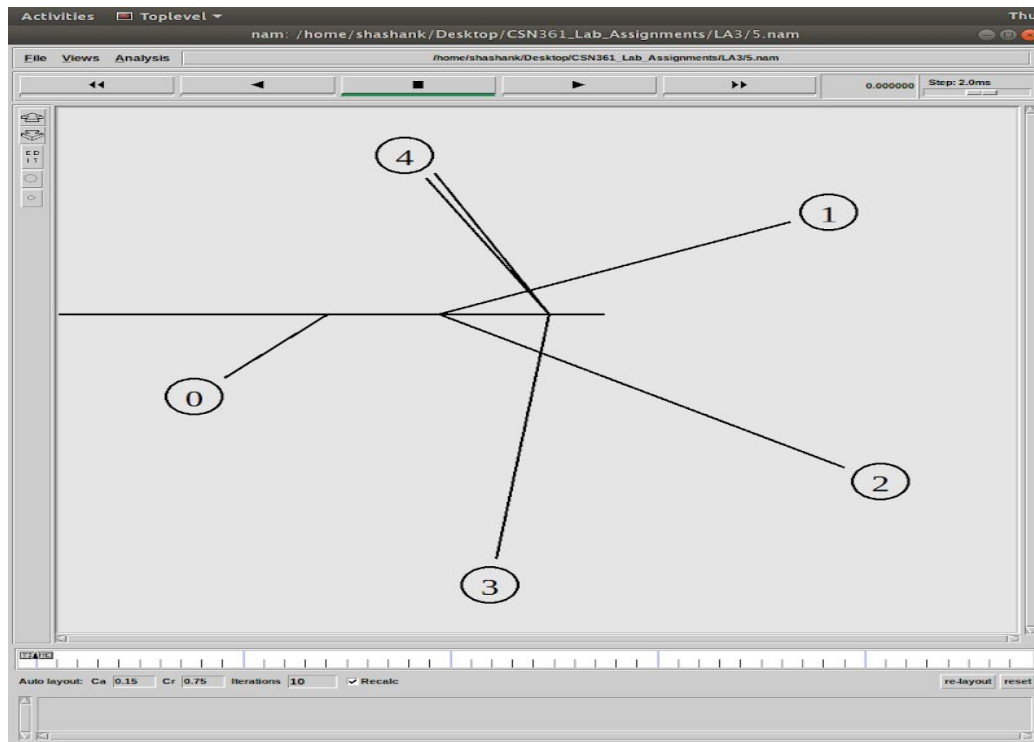 Activities Toplevel Thu
nam: /home/shashank/Desktop/CSN361_Lab_Assignments/LA3/5.nam
File Views Analysis /home/shashank/Desktop/CSN361_Lab_Assignments/LA3/5.nam
0.000000 Step: 2.0ms
E D
I T
4
1
0
2
3
Auto layout: Ca 0.15 Cr 0.75 Iterations 10 Recalc re-layout reset